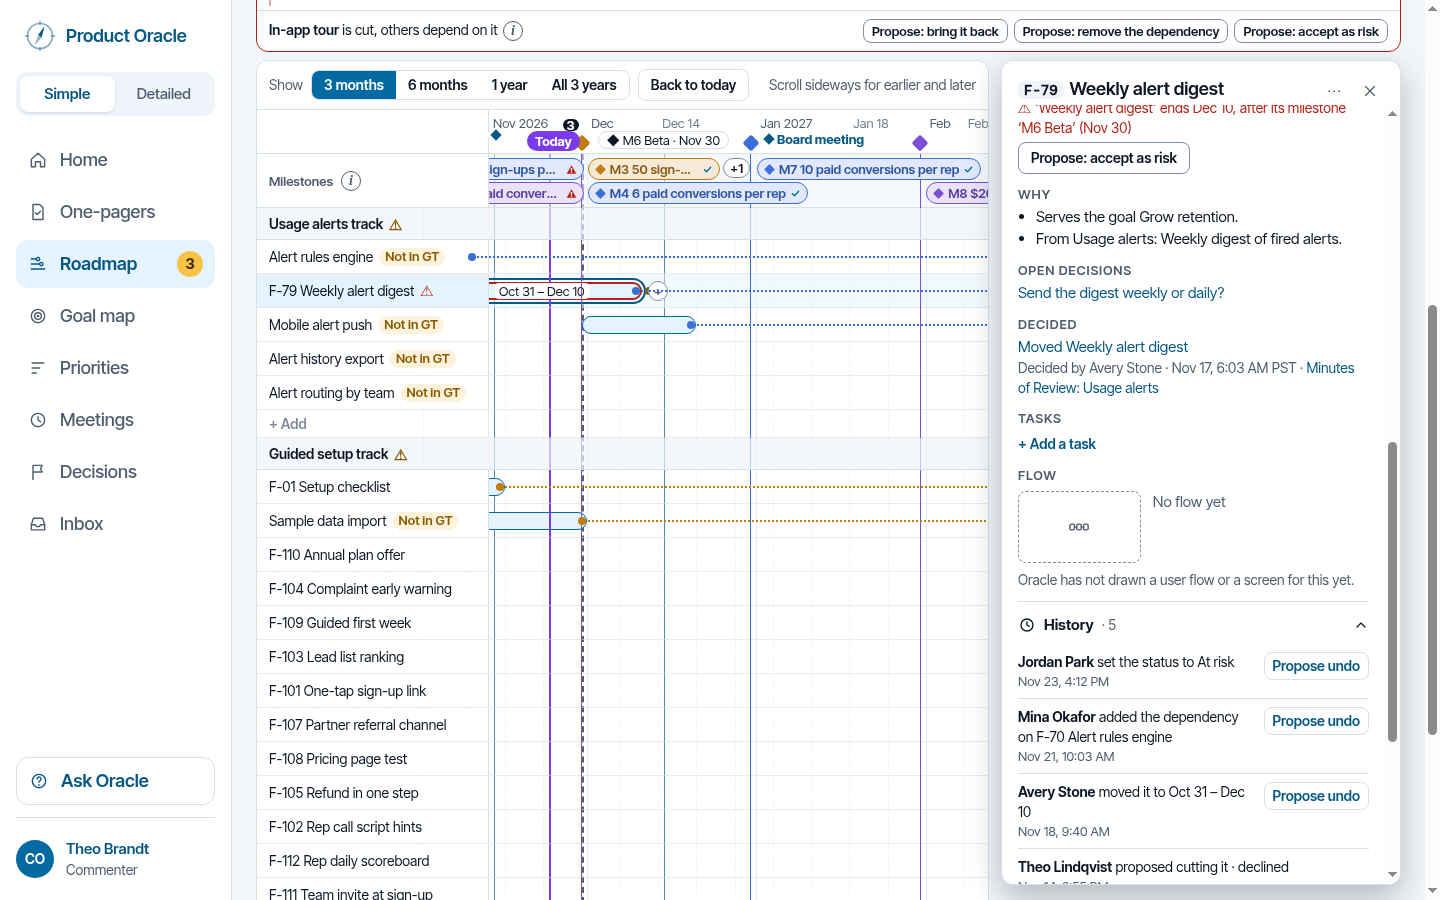 Product Oracle
Simple
Detailed
Home
One-pagers
Roadmap
3
Goal map
Priorities
Meetings
Decisions
Inbox
Ask Oracle
CO
Theo Brandt
Commenter
In-app tour is cut, others depend on it
i
Propose: bring it back
Propose: remove the dependency
Propose: accept as risk
Show
3 months
6 months
1 year
All 3 years
Back to today
Scroll sideways for earlier and later
Nov 2026
3
Dec
Dec 14
Jan 2027
Jan 18
Feb
Feb
Today
M6 Beta · Nov 30
Board meeting
Milestones
i
ign-ups p...
M3 50 sign-...
+1
M7 10 paid conversions per rep
aid conver...
M4 6 paid conversions per rep
M8 $20
Usage alerts track
Alert rules engine
Not in GT
F-79 Weekly alert digest
Oct 31 – Dec 10
Mobile alert push
Not in GT
Alert history export
Not in GT
Alert routing by team
Not in GT
+ Add
Guided setup track
F-01 Setup checklist
Sample data import
Not in GT
F-110 Annual plan offer
F-104 Complaint early warning
F-109 Guided first week
F-103 Lead list ranking
F-101 One-tap sign-up link
F-107 Partner referral channel
F-108 Pricing page test
F-105 Refund in one step
F-102 Rep call script hints
F-112 Rep daily scoreboard
F-111 Team invite at sign-up
F-79
Weekly alert digest
...
'Weekly alert digest' ends Dec 10, after its milestone
'M6 Beta' (Nov 30)
Propose: accept as risk
WHY
• Serves the goal Grow retention.
• From Usage alerts: Weekly digest of fired alerts.
OPEN DECISIONS
Send the digest weekly or daily?
DECIDED
Moved Weekly alert digest
Decided by Avery Stone · Nov 17, 6:03 AM PST · Minutes
of Review: Usage alerts
TASKS
+ Add a task
FLOW
No flow yet
Oracle has not drawn a user flow or a screen for this yet.
History · 5
Jordan Park set the status to At risk
Nov 23, 4:12 PM
Propose undo
Mina Okafor added the dependency
on F-70 Alert rules engine
Nov 21, 10:03 AM
Propose undo
Avery Stone moved it to Oct 31 – Dec
10
Nov 18, 9:40 AM
Propose undo
Theo Lindqvist proposed cutting it · declined